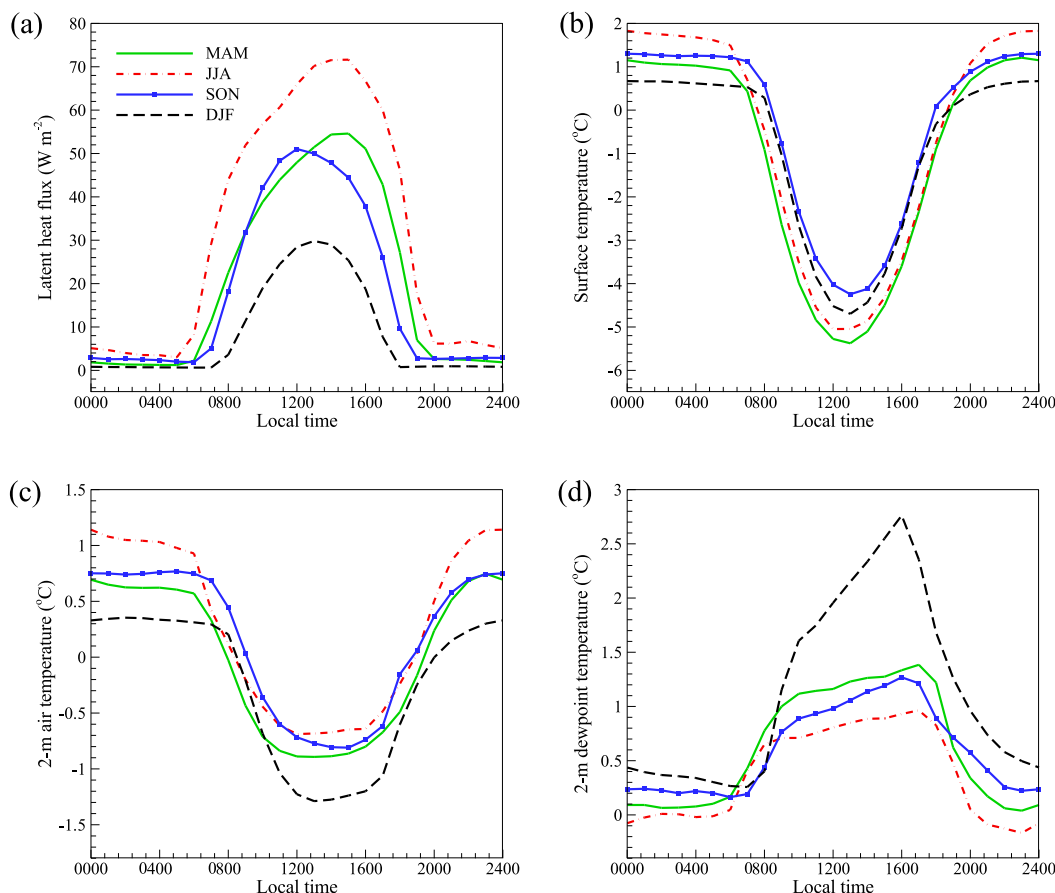 (a)
80
70
60
50
40
30
20
10
0
Latent heat flux (W m⁻²)
MAM
JJA
SON
DJF
0000 0400 0800 1200 1600 2000 2400
Local time
(b)
2
1
0
-1
-2
-3
-4
-5
-6
Surface temperature (°C)
0000 0400 0800 1200 1600 2000 2400
Local time
(c)
1.5
1
0.5
0
-0.5
-1
-1.5
2-m air temperature (°C)
0000 0400 0800 1200 1600 2000 2400
Local time
(d)
3
2.5
2
1.5
1
0.5
0
2-m dewpoint temperature (°C)
0000 0400 0800 1200 1600 2000 2400
Local time